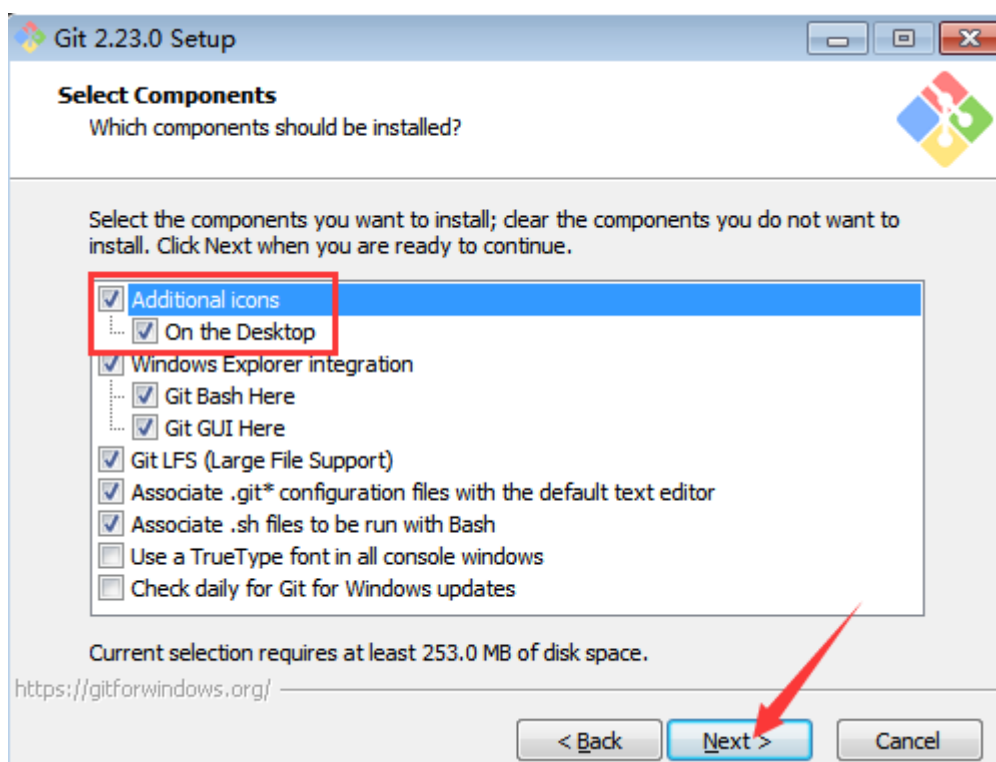 Git 2.23.0 Setup
Select Components
Which components should be installed?
Select the components you want to install; clear the components you do not want to
install. Click Next when you are ready to continue.
Additional icons
On the Desktop
Windows Explorer integration
Git Bash Here
Git GUI Here
Git LFS (Large File Support)
Associate .git* configuration files with the default text editor
Associate .sh files to be run with Bash
Use a TrueType font in all console windows
Check daily for Git for Windows updates
Current selection requires at least 253.0 MB of disk space.
https://gitforwindows.org/
< Back Next > Cancel